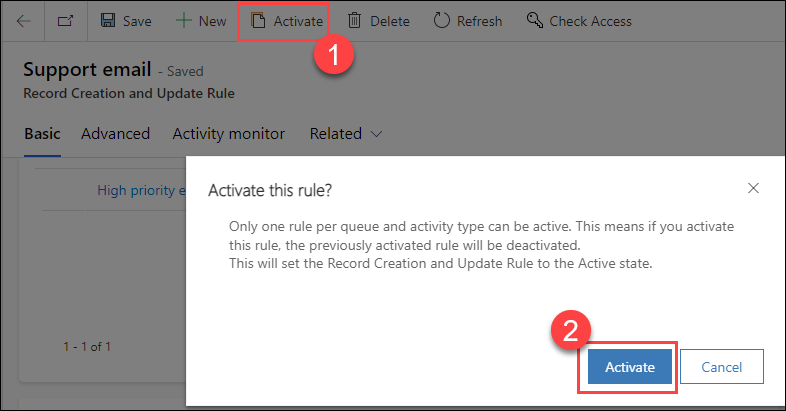 Save New Activate Delete Refresh Check Access
1
Support email - Saved
Record Creation and Update Rule
Basic Advanced Activity monitor Related
High priority e
Activate this rule?
Only one rule per queue and activity type can be active. This means if you activate
this rule, the previously activated rule will be deactivated.
This will set the Record Creation and Update Rule to the Active state.
1 - 1 of 1
2
Activate Cancel